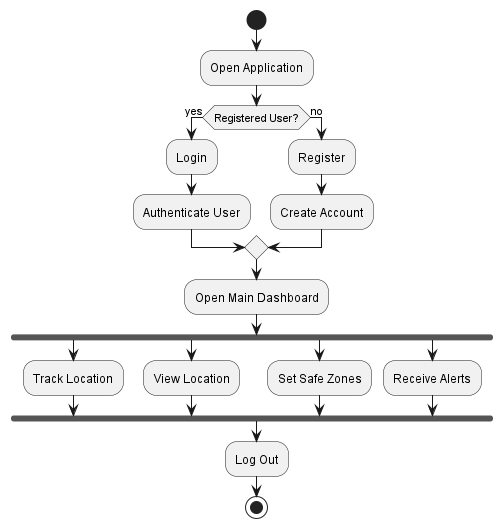 Open Application
yes
Registered User?
no
Login
Register
Authenticate User
Create Account
Open Main Dashboard
Track Location
View Location
Set Safe Zones
Receive Alerts
Log Out